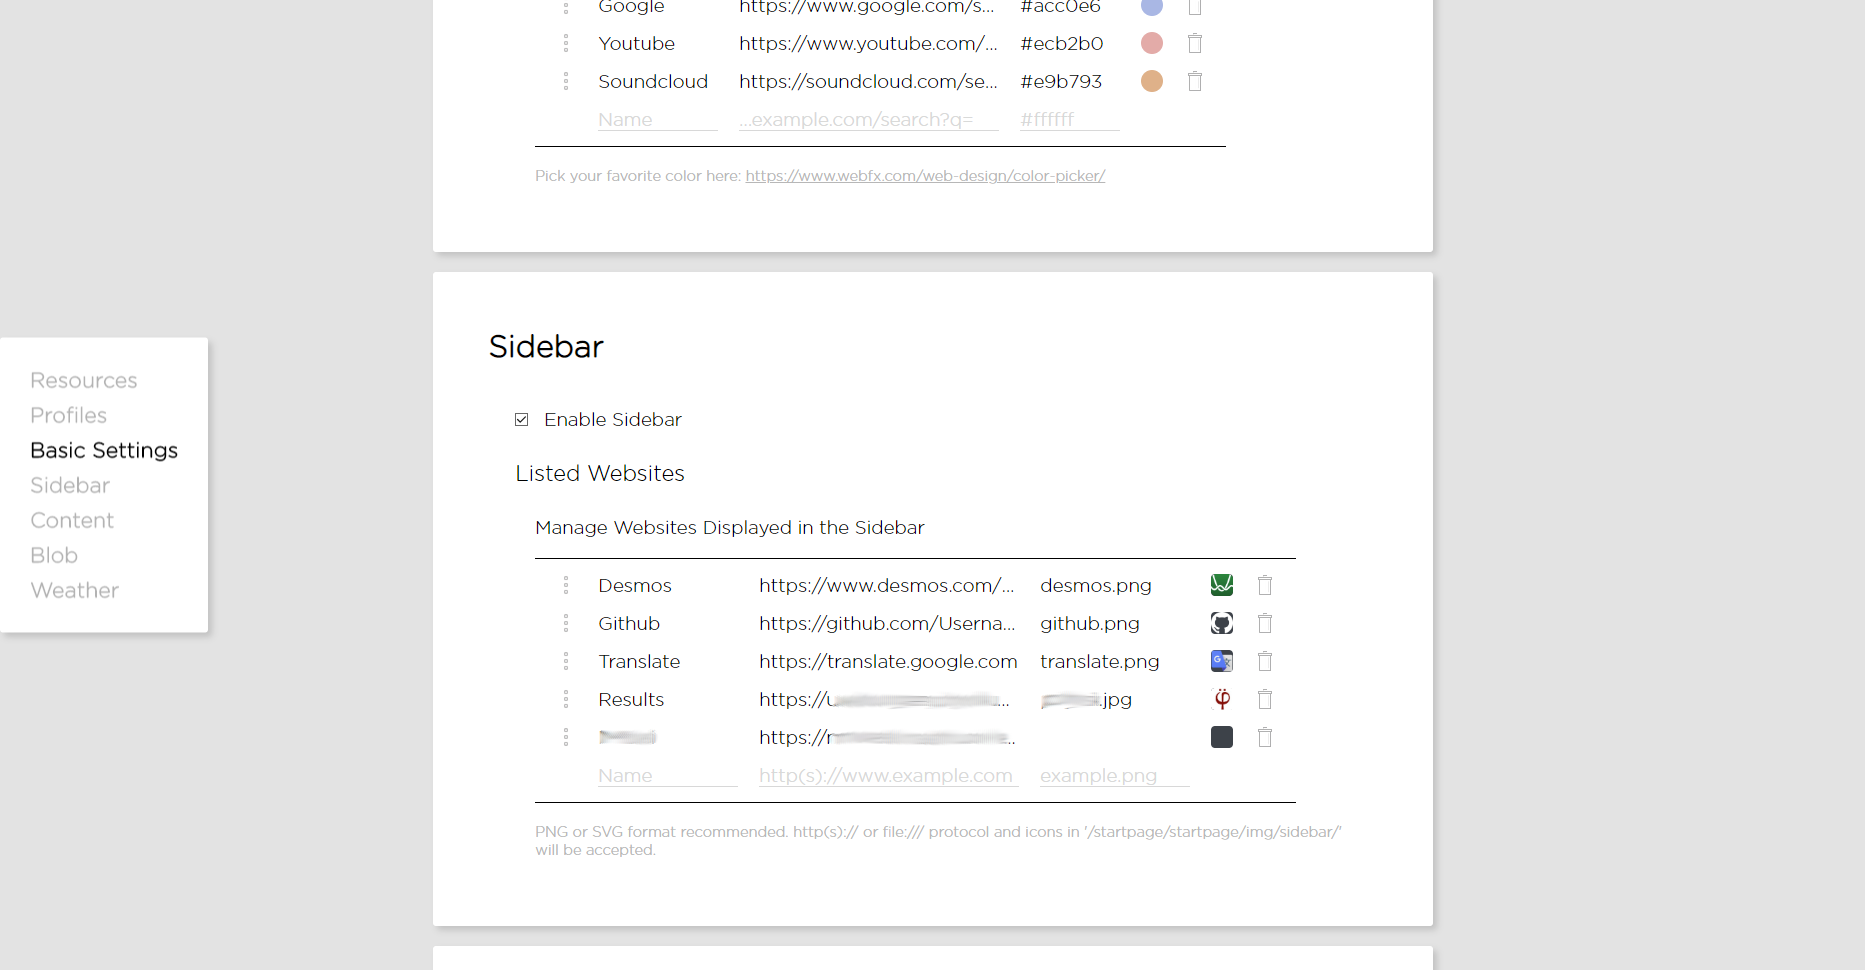 Google https://www.google.com/s... #acc0e6
Youtube https://www.youtube.com/... #ecb2b0
Soundcloud https://soundcloud.com/se... #e9b793
Name ...example.com/search?q= #ffffff
Pick your favorite color here: https://www.webfx.com/web-design/color-picker/
Resources
Profiles
Basic Settings
Sidebar
Content
Blob
Weather
Sidebar
Enable Sidebar
Listed Websites
Manage Websites Displayed in the Sidebar
Desmos https://www.desmos.com/... desmos.png
Github https://github.com/Userna... github.png
Translate https://translate.google.com translate.png
Results https://u ... .jpg
https:// ...
Name http(s)://www.example.com example.png
PNG or SVG format recommended. http(s):// or file:/// protocol and icons in '/startpage/startpage/img/sidebar/'
will be accepted.